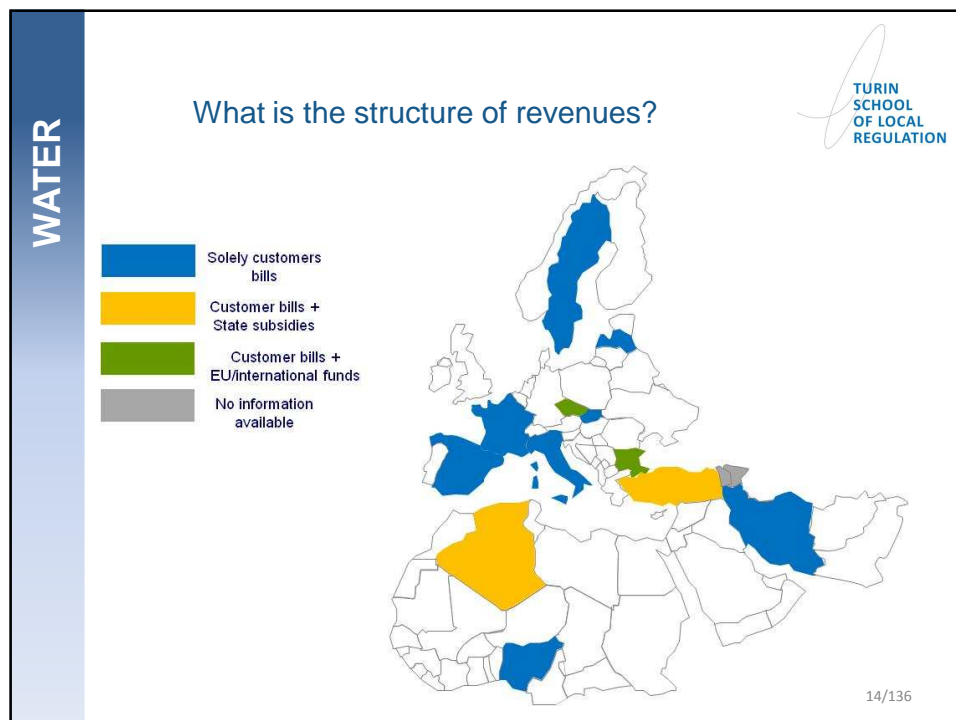 WATER
What is the structure of revenues?
TURIN
SCHOOL
OF LOCAL
REGULATION
Solely customers
bills
Customer bills +
State subsidies
Customer bills +
EU/international funds
No information
available
14/136